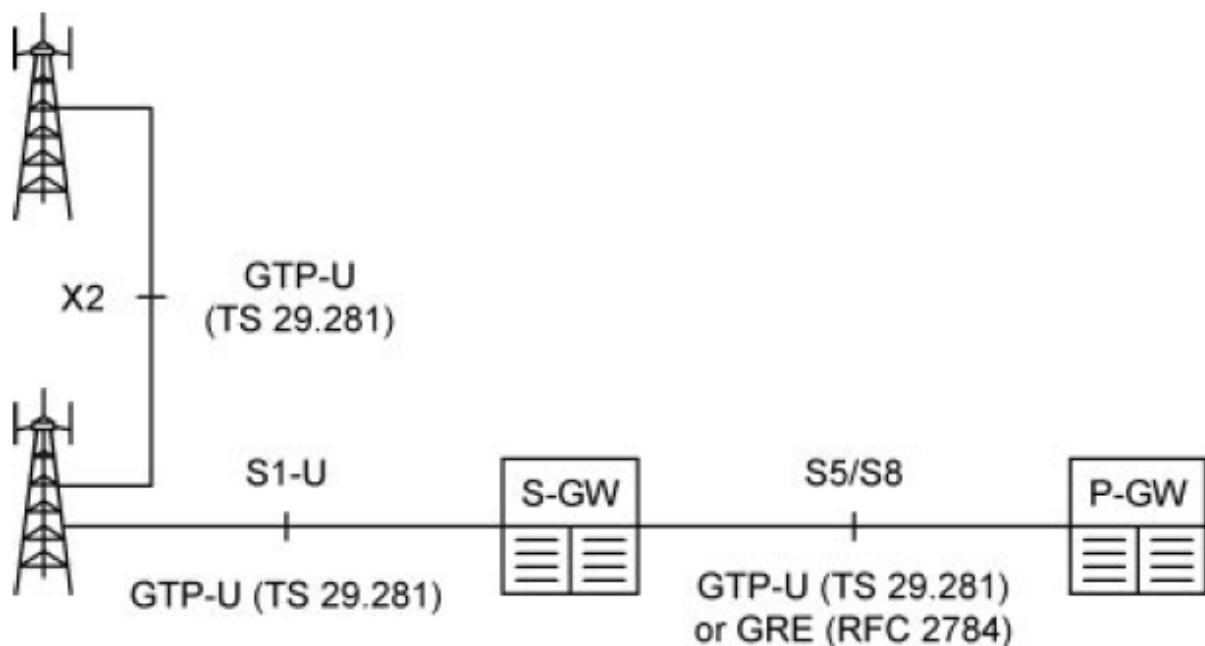 X2
GTP-U
(TS 29.281)
S1-U
S-GW
S5/S8
P-GW
GTP-U (TS 29.281)
GTP-U (TS 29.281)
or GRE (RFC 2784)